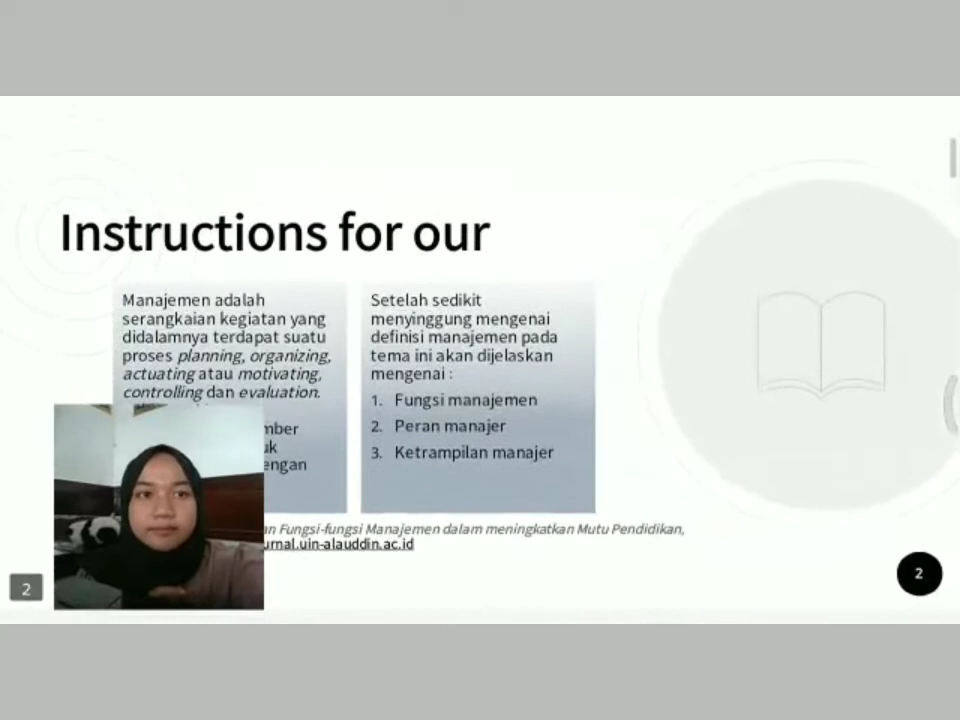 Instructions for our
Manajemen adalah
serangkaian kegiatan yang
didalamnya terdapat suatu
proses planning, organizing,
actuating atau motivating,
controlling dan evaluation.
mber
uk
engan
Setelah sedikit
menyinggung mengenai
definisi manajemen pada
tema ini akan dijelaskan
mengenai :
1. Fungsi manajemen
2. Peran manajer
3. Ketrampilan manajer
an Fungsi-fungsi Manajemen dalam meningkatkan Mutu Pendidikan,
urnal.uin-alauddin.ac.id
2
2